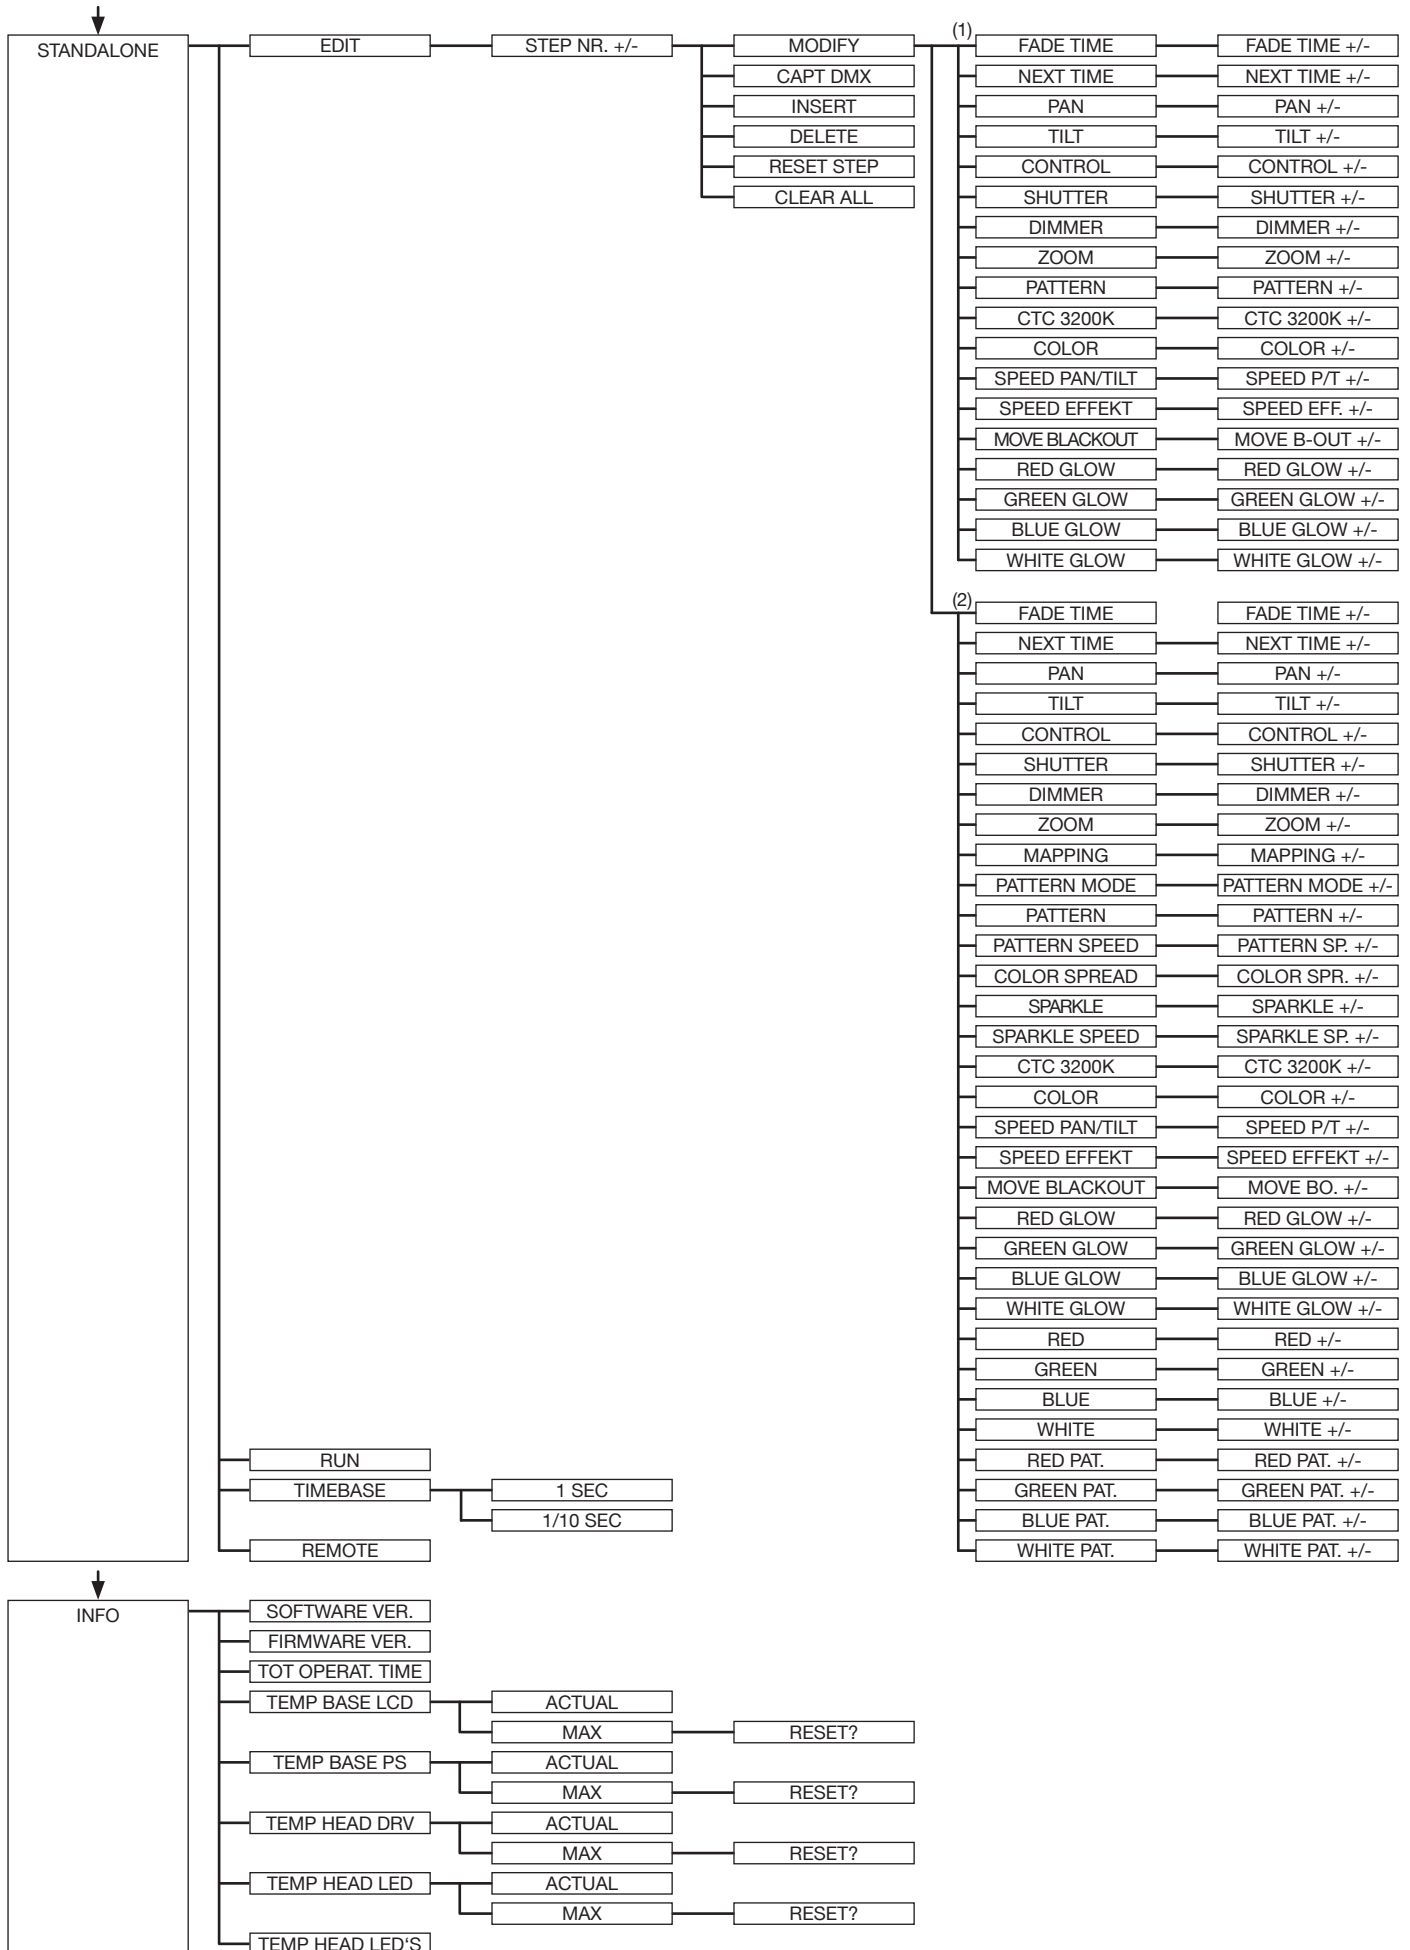 STANDALONE EDIT STEP NR. +/- MODIFY (1) FADE TIME FADE TIME +/-
CAPT DMX NEXT TIME NEXT TIME +/-
INSERT PAN PAN +/-
DELETE TILT TILT +/-
RESET STEP CONTROL CONTROL +/-
CLEAR ALL SHUTTER SHUTTER +/-
DIMMER DIMMER +/-
ZOOM ZOOM +/-
PATTERN PATTERN +/-
CTC 3200K CTC 3200K +/-
COLOR COLOR +/-
SPEED PAN/TILT SPEED P/T +/-
SPEED EFFEKT SPEED EFF. +/-
MOVE BLACKOUT MOVE B-OUT +/-
RED GLOW RED GLOW +/-
GREEN GLOW GREEN GLOW +/-
BLUE GLOW BLUE GLOW +/-
WHITE GLOW WHITE GLOW +/-
(2) FADE TIME FADE TIME +/-
NEXT TIME NEXT TIME +/-
PAN PAN +/-
TILT TILT +/-
CONTROL CONTROL +/-
SHUTTER SHUTTER +/-
DIMMER DIMMER +/-
ZOOM ZOOM +/-
MAPPING MAPPING +/-
PATTERN MODE PATTERN MODE +/-
PATTERN PATTERN +/-
PATTERN SPEED PATTERN SP. +/-
COLOR SPREAD COLOR SPR. +/-
SPARKLE SPARKLE +/-
SPARKLE SPEED SPARKLE SP. +/-
CTC 3200K CTC 3200K +/-
COLOR COLOR +/-
SPEED PAN/TILT SPEED P/T +/-
SPEED EFFEKT SPEED EFFEKT +/-
MOVE BLACKOUT MOVE BO. +/-
RED GLOW RED GLOW +/-
GREEN GLOW GREEN GLOW +/-
BLUE GLOW BLUE GLOW +/-
WHITE GLOW WHITE GLOW +/-
RED RED +/-
GREEN GREEN +/-
BLUE BLUE +/-
WHITE WHITE +/-
RUN RED PAT. RED PAT. +/-
TIMEBASE 1 SEC GREEN PAT. GREEN PAT. +/-
1/10 SEC BLUE PAT. BLUE PAT. +/-
REMOTE WHITE PAT. WHITE PAT. +/-
INFO SOFTWARE VER.
FIRMWARE VER.
TOT OPERAT. TIME
TEMP BASE LCD ACTUAL
MAX RESET?
TEMP BASE PS ACTUAL
MAX RESET?
TEMP HEAD DRV ACTUAL
MAX RESET?
TEMP HEAD LED ACTUAL
MAX RESET?
TEMP HEAD LED'S